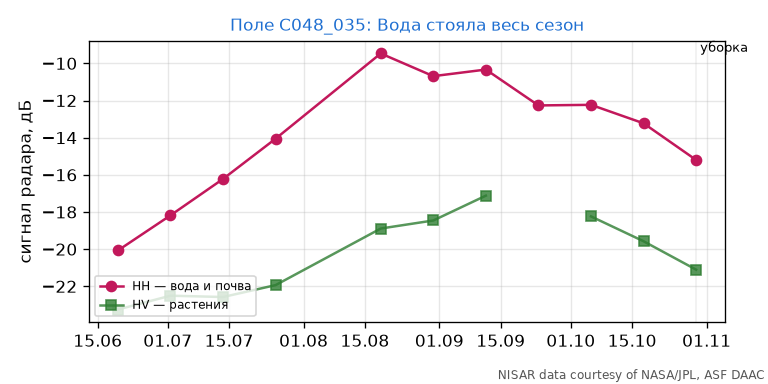 Поле C048_035: Вода стояла весь сезон
уборка
сигнал радара, дБ
−10
−12
−14
−16
−18
−20
−22
HH — вода и почва
HV — растения
15.06 01.07 15.07 01.08 15.08 01.09 15.09 01.10 15.10 01.11
NISAR data courtesy of NASA/JPL, ASF DAAC